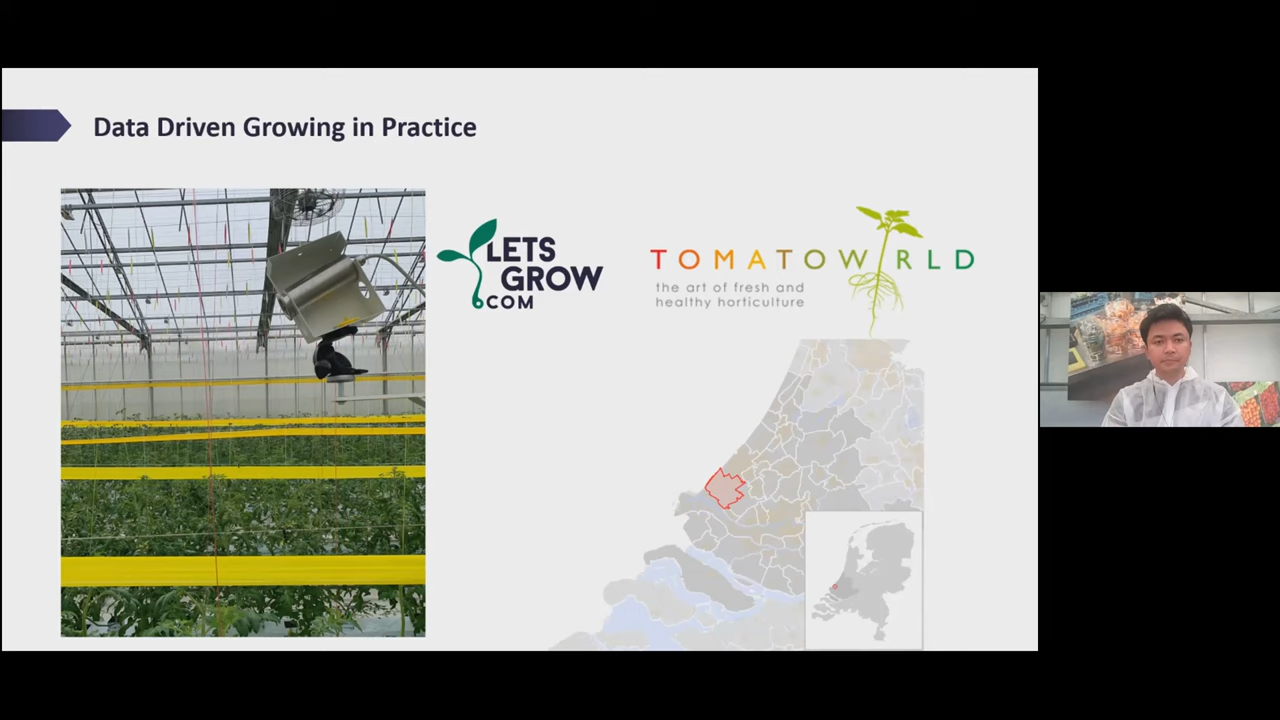 Data Driven Growing in Practice
LETS
GROW
COM
TOMATOWRLD
the art of fresh and
healthy horticulture